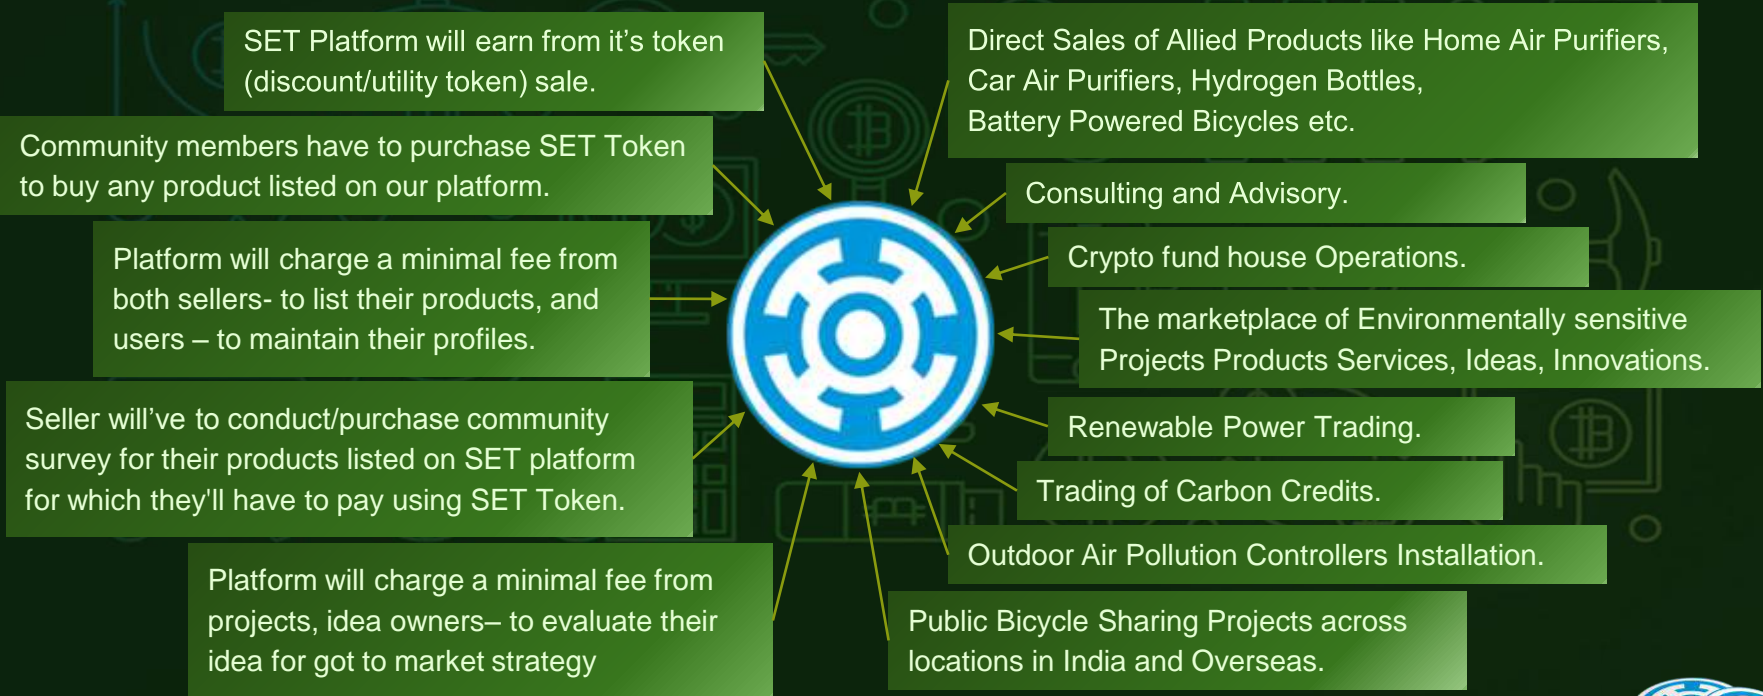 SET Platform will earn from it's token
(discount/utility token) sale.
Community members have to purchase SET Token
to buy any product listed on our platform.
Platform will charge a minimal fee from
both sellers- to list their products, and
users – to maintain their profiles.
Seller will've to conduct/purchase community
survey for their products listed on SET platform
for which they'll have to pay using SET Token.
Platform will charge a minimal fee from
projects, idea owners– to evaluate their
idea for got to market strategy
Direct Sales of Allied Products like Home Air Purifiers,
Car Air Purifiers, Hydrogen Bottles,
Battery Powered Bicycles etc.
Consulting and Advisory.
Crypto fund house Operations.
The marketplace of Environmentally sensitive
Projects Products Services, Ideas, Innovations.
Renewable Power Trading.
Trading of Carbon Credits.
Outdoor Air Pollution Controllers Installation.
Public Bicycle Sharing Projects across
locations in India and Overseas.